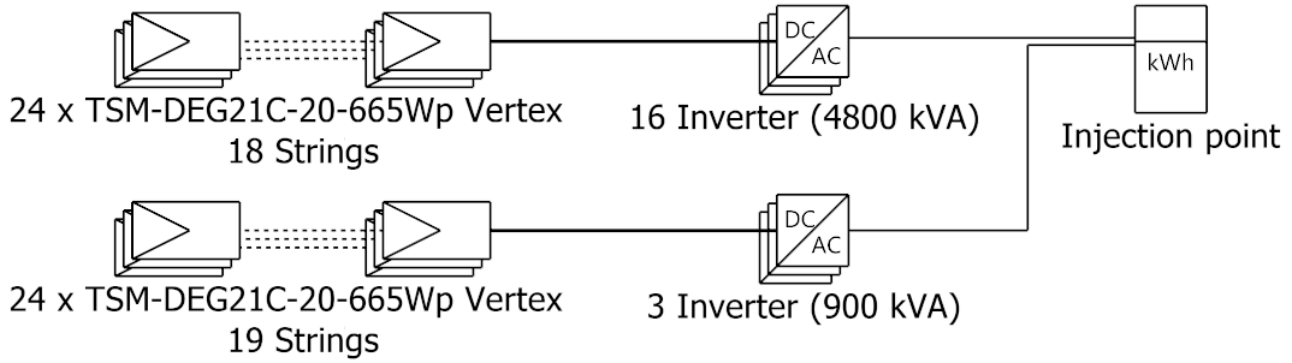 DC
AC
kWh
24 x TSM-DEG21C-20-665Wp Vertex
18 Strings
16 Inverter (4800 kVA)
Injection point
DC
AC
24 x TSM-DEG21C-20-665Wp Vertex
19 Strings
3 Inverter (900 kVA)